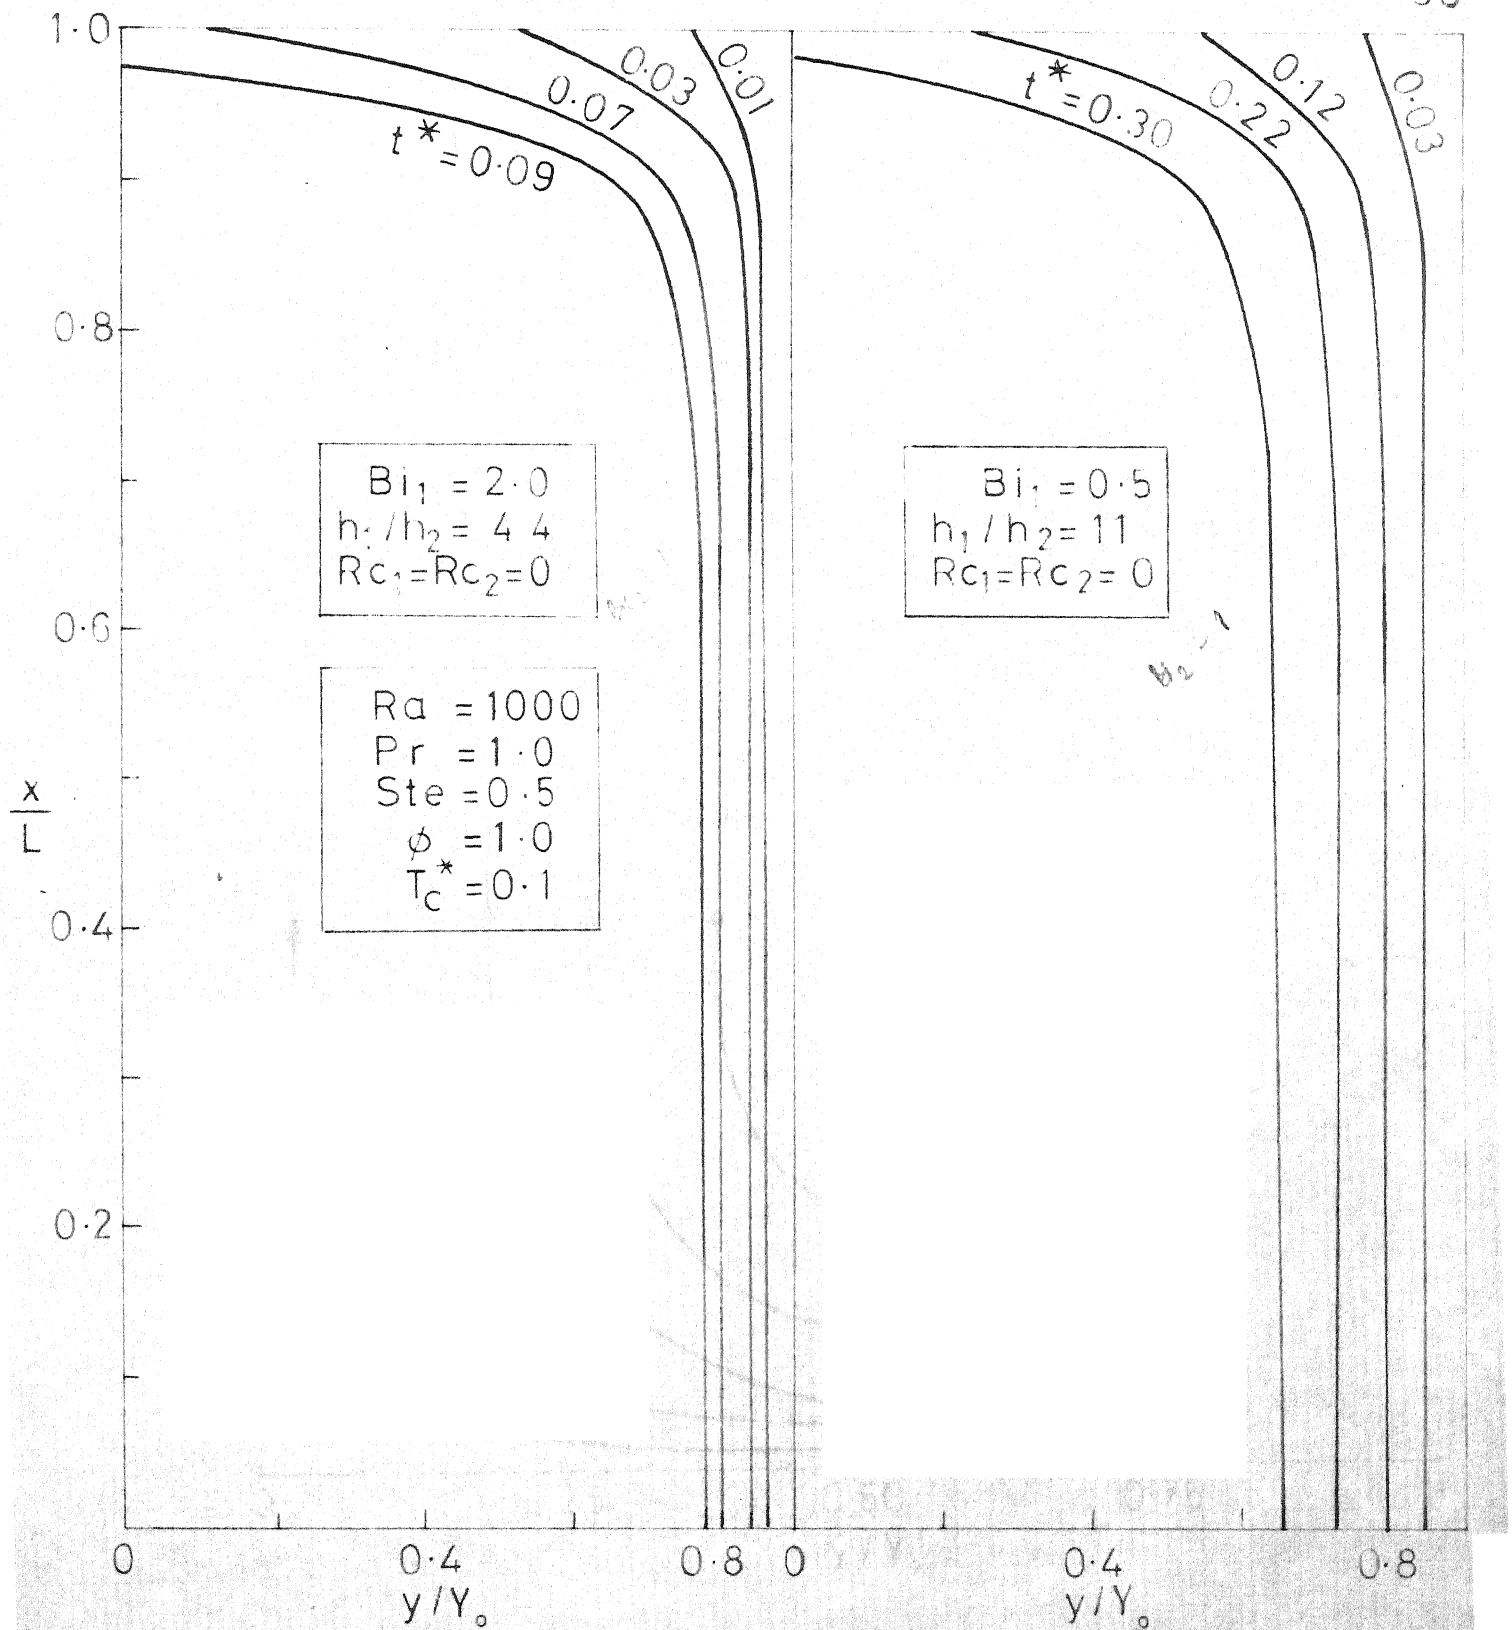 1.0
0.8
0.6
0.4
0.2
x
L
0.01
0.03
0.07
t* = 0.09
0.03
0.12
0.22
t* = 0.30
Bi₁ = 2.0
h₁/h₂ = 4 4
Rc₁=Rc₂=0
Ra = 1000
Pr = 1.0
Ste = 0.5
ϕ = 1.0
Tc* = 0.1
Bi₁ = 0.5
h₁/h₂ = 11
Rc₁=Rc₂=0
0 0.4 0.8 0 0.4 0.8
y/Y₀ y/Y₀